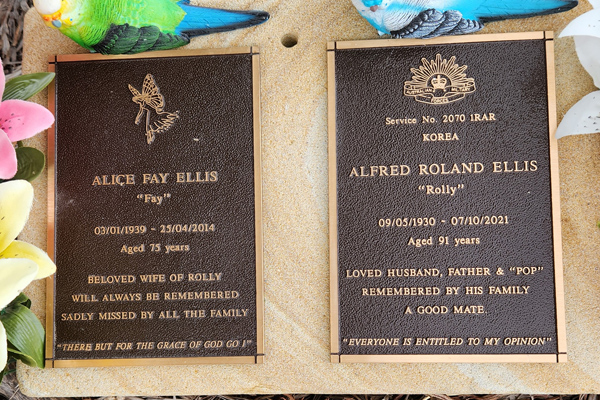 ALICE FAY ELLIS
"Fay"
03/01/1939 - 25/04/2014
Aged 75 years
BELOVED WIFE OF ROLLY
WILL ALWAYS BE REMEMBERED
SADLY MISSED BY ALL THE FAMILY
"THERE BUT FOR THE GRACE OF GOD GO I"
Service No. 2070 1RAR
KOREA
ALFRED ROLAND ELLIS
"Rolly"
09/05/1930 - 07/10/2021
Aged 91 years
LOVED HUSBAND, FATHER & "POP"
REMEMBERED BY HIS FAMILY
A GOOD MATE.
"EVERYONE IS ENTITLED TO MY OPINION"